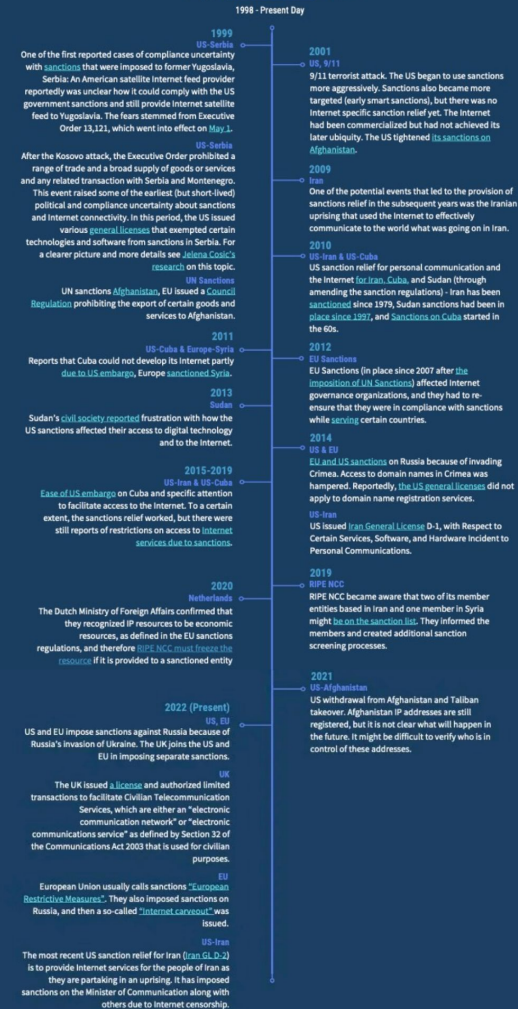 1998 - Present Day
1999
US-Serbia
One of the first reported cases of compliance uncertainty
with sanctions that were imposed to former Yugoslavia,
Serbia: An American satellite Internet feed provider
reportedly was unclear how it could comply with the US
government sanctions and still provide Internet satellite
feed to Yugoslavia. The fears stemmed from Executive
Order 13,121, which went into effect on May 1.
US-Serbia
After the Kosovo attack, the Executive Order prohibited a
range of trade and a broad supply of goods or services
and any related transaction with Serbia and Montenegro.
This event raised some of the earliest (but short-lived)
political and compliance uncertainty about sanctions
and Internet connectivity. In this period, the US issued
various general licenses that exempted certain
technologies and software from sanctions in Serbia. For
a clearer picture and more details see Jelena Cosic's
research on this topic.
UN Sanctions
UN sanctions Afghanistan, EU issued a Council
Regulation prohibiting the export of certain goods and
services to Afghanistan.
2001
US, 9/11
9/11 terrorist attack. The US began to use sanctions
more aggressively. Sanctions also became more
targeted (early smart sanctions), but there was no
Internet specific sanction relief yet. The Internet
had been commercialized but had not achieved its
later ubiquity. The US tightened its sanctions on
Afghanistan.
2009
Iran
One of the potential events that led to the provision of
sanctions relief in the subsequent years was the Iranian
uprising that used the Internet to effectively
communicate to the world what was going on in Iran.
2010
US-Iran & US-Cuba
US sanction relief for personal communication and
the Internet for Iran, Cuba, and Sudan (through
amending the sanction regulations) - Iran has been
sanctioned since 1979, Sudan sanctions had been in
place since 1997, and Sanctions on Cuba started in
the 60s.
2011
US-Cuba & Europe-Syria
Reports that Cuba could not develop its Internet partly
due to US embargo, Europe sanctioned Syria.
2012
EU Sanctions
EU Sanctions (in place since 2007 after the
imposition of UN Sanctions) affected Internet
governance organizations, and they had to re-
ensure that they were in compliance with sanctions
while serving certain countries.
2013
Sudan
Sudan's civil society reported frustration with how the
US sanctions affected their access to digital technology
and to the Internet.
2014
US & EU
EU and US sanctions on Russia because of invading
Crimea. Access to domain names in Crimea was
hampered. Reportedly, the US general licenses did not
apply to domain name registration services.
US-Iran
US issued Iran General License D-1, with Respect to
Certain Services, Software, and Hardware Incident to
Personal Communications.
2015-2019
US-Iran & US-Cuba
Ease of US embargo on Cuba and specific attention
to facilitate access to the Internet. To a certain
extent, the sanctions relief worked, but there were
still reports of restrictions on access to Internet
services due to sanctions.
2019
RIPE NCC
RIPE NCC became aware that two of its member
entities based in Iran and one member in Syria
might be on the sanction list. They informed the
members and created additional sanction
screening processes.
2020
Netherlands
The Dutch Ministry of Foreign Affairs confirmed that
they recognized IP resources to be economic
resources, as defined in the EU sanctions
regulations, and therefore RIPE NCC must freeze the
resource if it is provided to a sanctioned entity
2021
US-Afghanistan
US withdrawal from Afghanistan and Taliban
takeover. Afghanistan IP addresses are still
registered, but it is not clear what will happen in
the future. It might be difficult to verify who is in
control of these addresses.
2022 (Present)
US, EU
US and EU impose sanctions against Russia because of
Russia's invasion of Ukraine. The UK joins the US and
EU in imposing separate sanctions.
UK
The UK issued a license and authorized limited
transactions to facilitate Civilian Telecommunication
Services, which are either an "electronic
communication network" or "electronic
communications service" as defined by Section 32 of
the Communications Act 2003 that is used for civilian
purposes.
EU
European Union usually calls sanctions "European
Restrictive Measures". They also imposed sanctions on
Russia, and then a so-called "Internet carveout" was
issued.
US-Iran
The most recent US sanction relief for Iran (Iran GL D-2)
is to provide Internet services for the people of Iran as
they are partaking in an uprising. It has imposed
sanctions on the Minister of Communication along with
others due to Internet censorship.